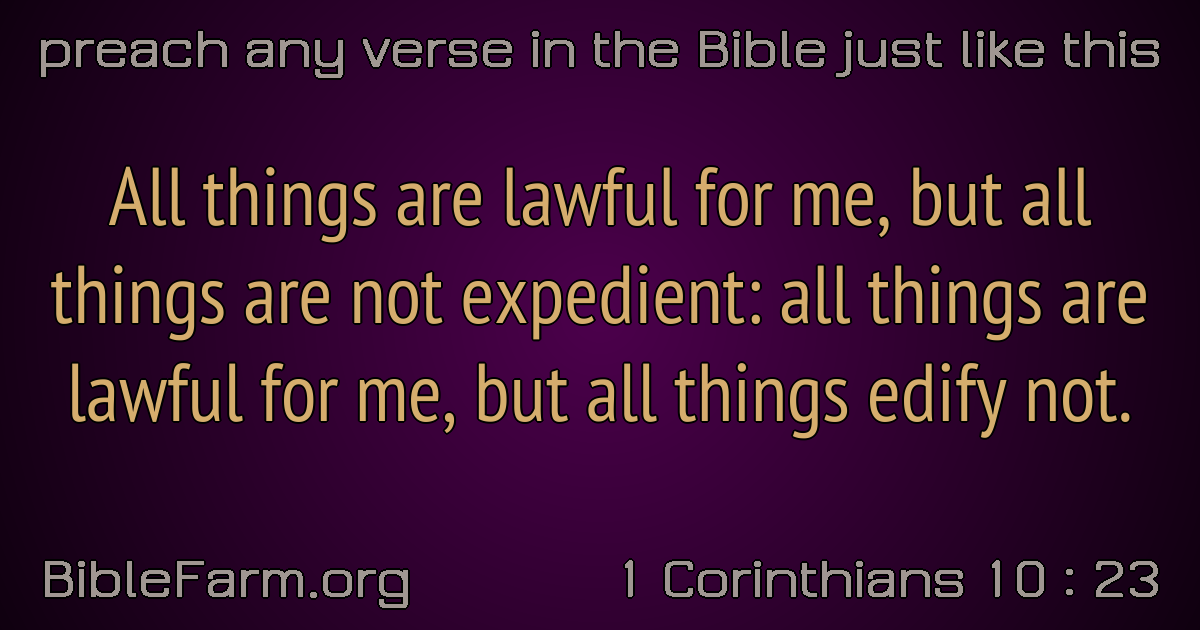 preach any verse in the Bible just like this
All things are lawful for me, but all
things are not expedient: all things are
lawful for me, but all things edify not.
BibleFarm.org
1 Corinthians 10 : 23